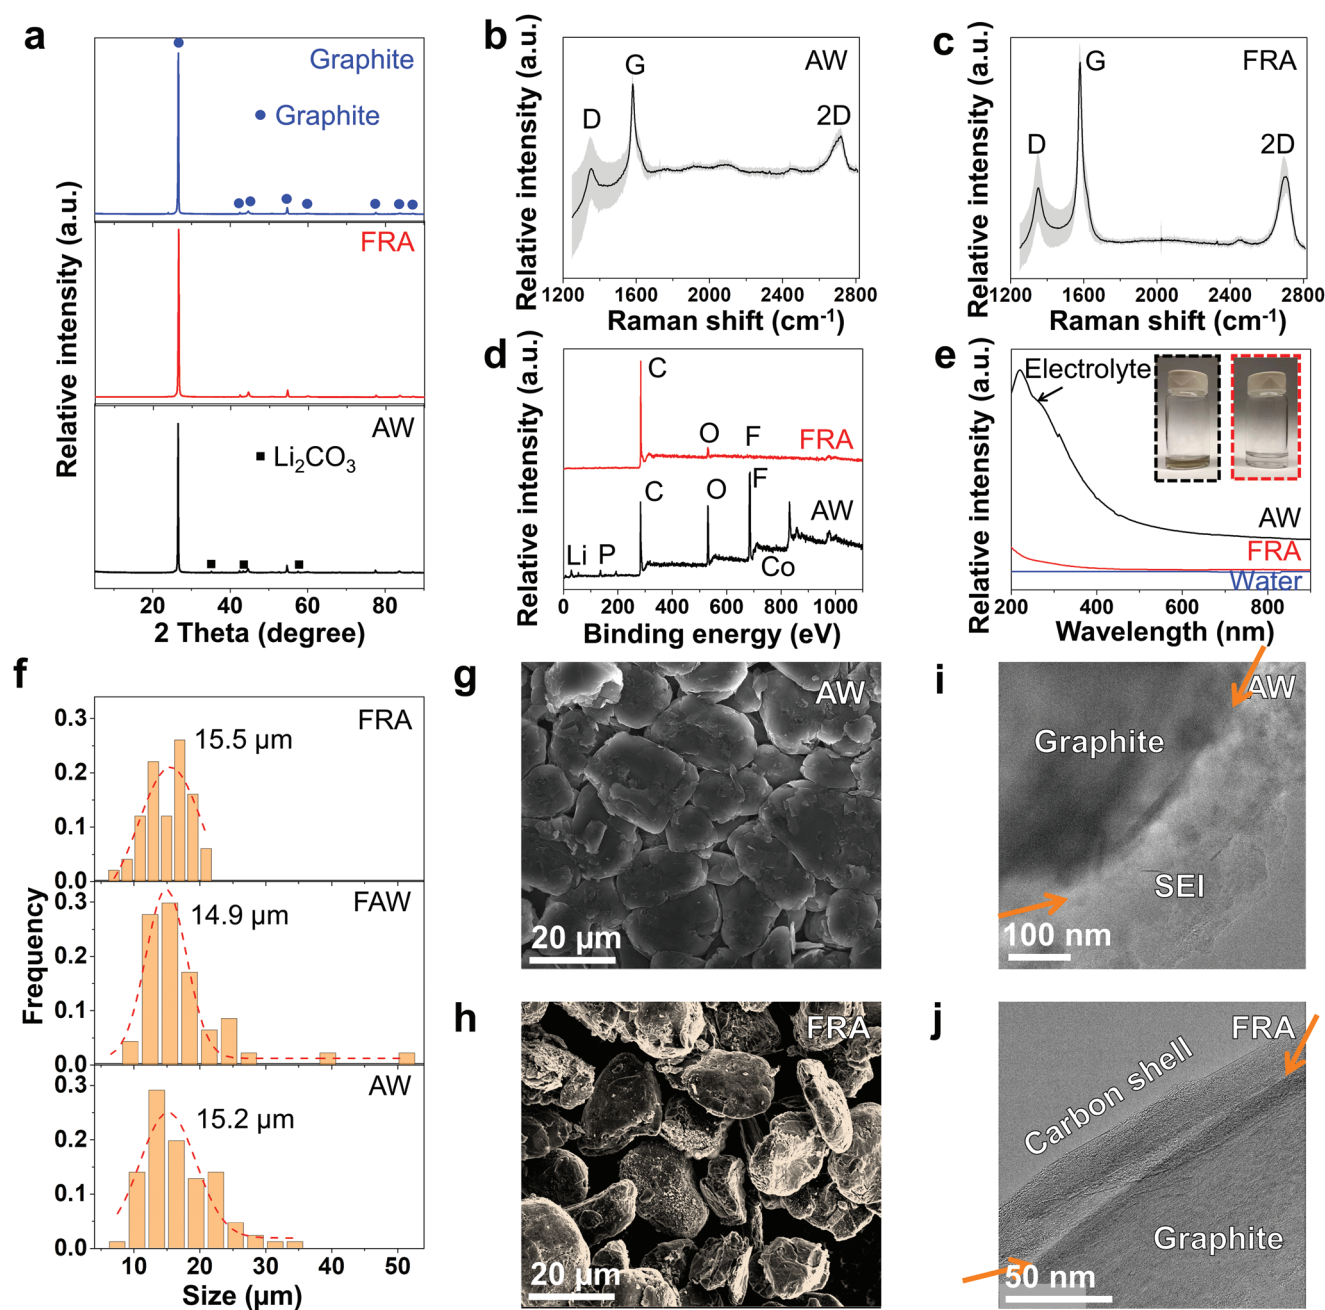 a
Graphite
● Graphite
FRA
AW
■ Li₂CO₃
Relative intensity (a.u.)
20 40 60 80
2 Theta (degree)
b
AW
D
G
2D
Relative intensity (a.u.)
1200 1600 2000 2400 2800
Raman shift (cm⁻¹)
c
FRA
D
G
2D
Relative intensity (a.u.)
1200 1600 2000 2400 2800
Raman shift (cm⁻¹)
d
C
O
F
FRA
Li
P
C
O
F
AW
Co
Relative intensity (a.u.)
0 200 400 600 800 1000
Binding energy (eV)
e
Electrolyte
AW
FRA
Water
Relative intensity (a.u.)
200 400 600 800
Wavelength (nm)
f
FRA
15.5 μm
0.3
0.2
0.1
0.0
FAW
14.9 μm
0.3
0.2
0.1
0.0
AW
15.2 μm
0.3
0.2
0.1
0.0
Frequency
10 20 30 40 50
Size (μm)
g
AW
20 μm
h
FRA
20 μm
i
AW
Graphite
SEI
100 nm
j
FRA
Carbon shell
Graphite
50 nm